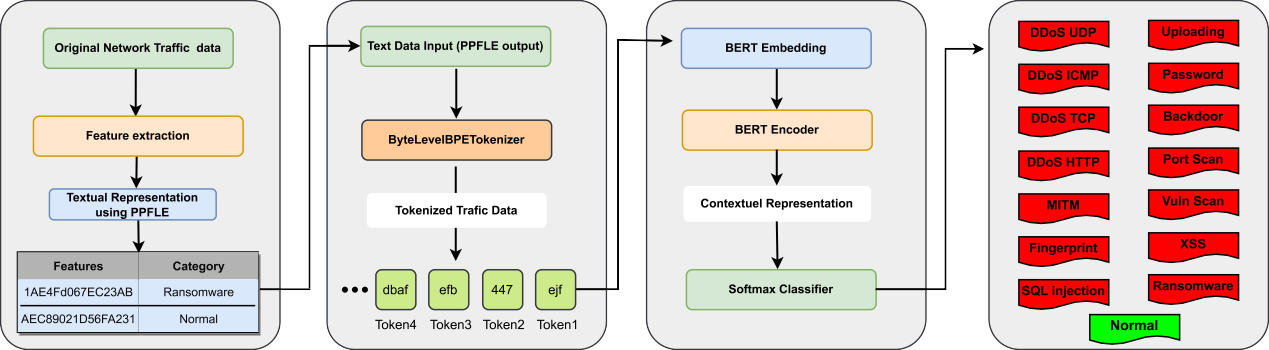 Original Network Traffic data
Feature extraction
Textual Representation
using PPFLE
Features
Category
1AE4Fd067EC23AB
Ransomware
AEC89021D56FA231
Normal
Text Data Input (PPFLE output)
ByteLevelBPETokenizer
Tokenized Trafic Data
dbaf
efb
447
ejf
Token4
Token3
Token2
Token1
BERT Embedding
BERT Encoder
Contextuel Representation
Softmax Classifier
DDoS UDP
Uploading
DDoS ICMP
Password
DDoS TCP
Backdoor
DDoS HTTP
Port Scan
MITM
Vuln Scan
Fingerprint
XSS
SQL injection
Ransomware
Normal